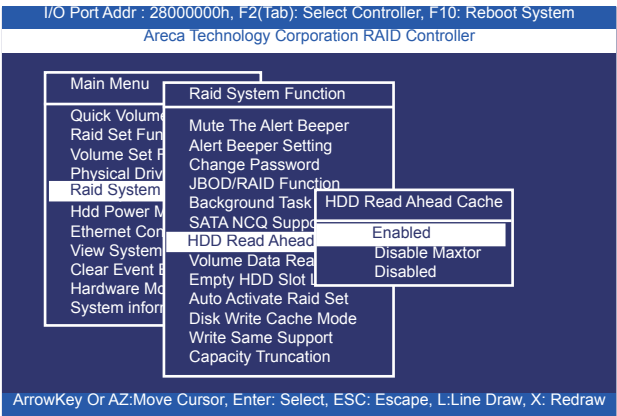 I/O Port Addr : 28000000h, F2(Tab): Select Controller, F10: Reboot System
Areca Technology Corporation RAID Controller
Main Menu
Quick Volume
Raid Set Fun
Volume Set F
Physical Driv
Raid System
Hdd Power M
Ethernet Con
View System
Clear Event B
Hardware Mo
System infor
Raid System Function
Mute The Alert Beeper
Alert Beeper Setting
Change Password
JBOD/RAID Function
Background Task
SATA NCQ Suppo
HDD Read Ahead
Volume Data Rea
Empty HDD Slot L
Auto Activate Raid Set
Disk Write Cache Mode
Write Same Support
Capacity Truncation
HDD Read Ahead Cache
Enabled
Disable Maxtor
Disabled
ArrowKey Or AZ:Move Cursor, Enter: Select, ESC: Escape, L:Line Draw, X: Redraw